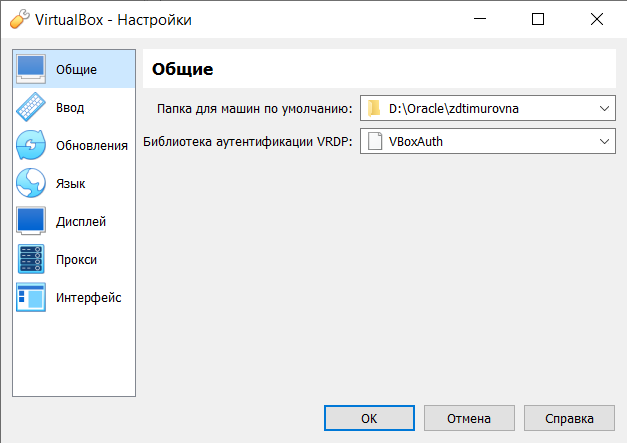 VirtualBox - Настройки
Общие
Ввод
Обновления
Язык
Дисплей
Прокси
Интерфейс
Общие
Папка для машин по умолчанию: D:\Oracle\zdtimurovna
Библиотека аутентификации VRDP: VBoxAuth
OK Отмена Справка